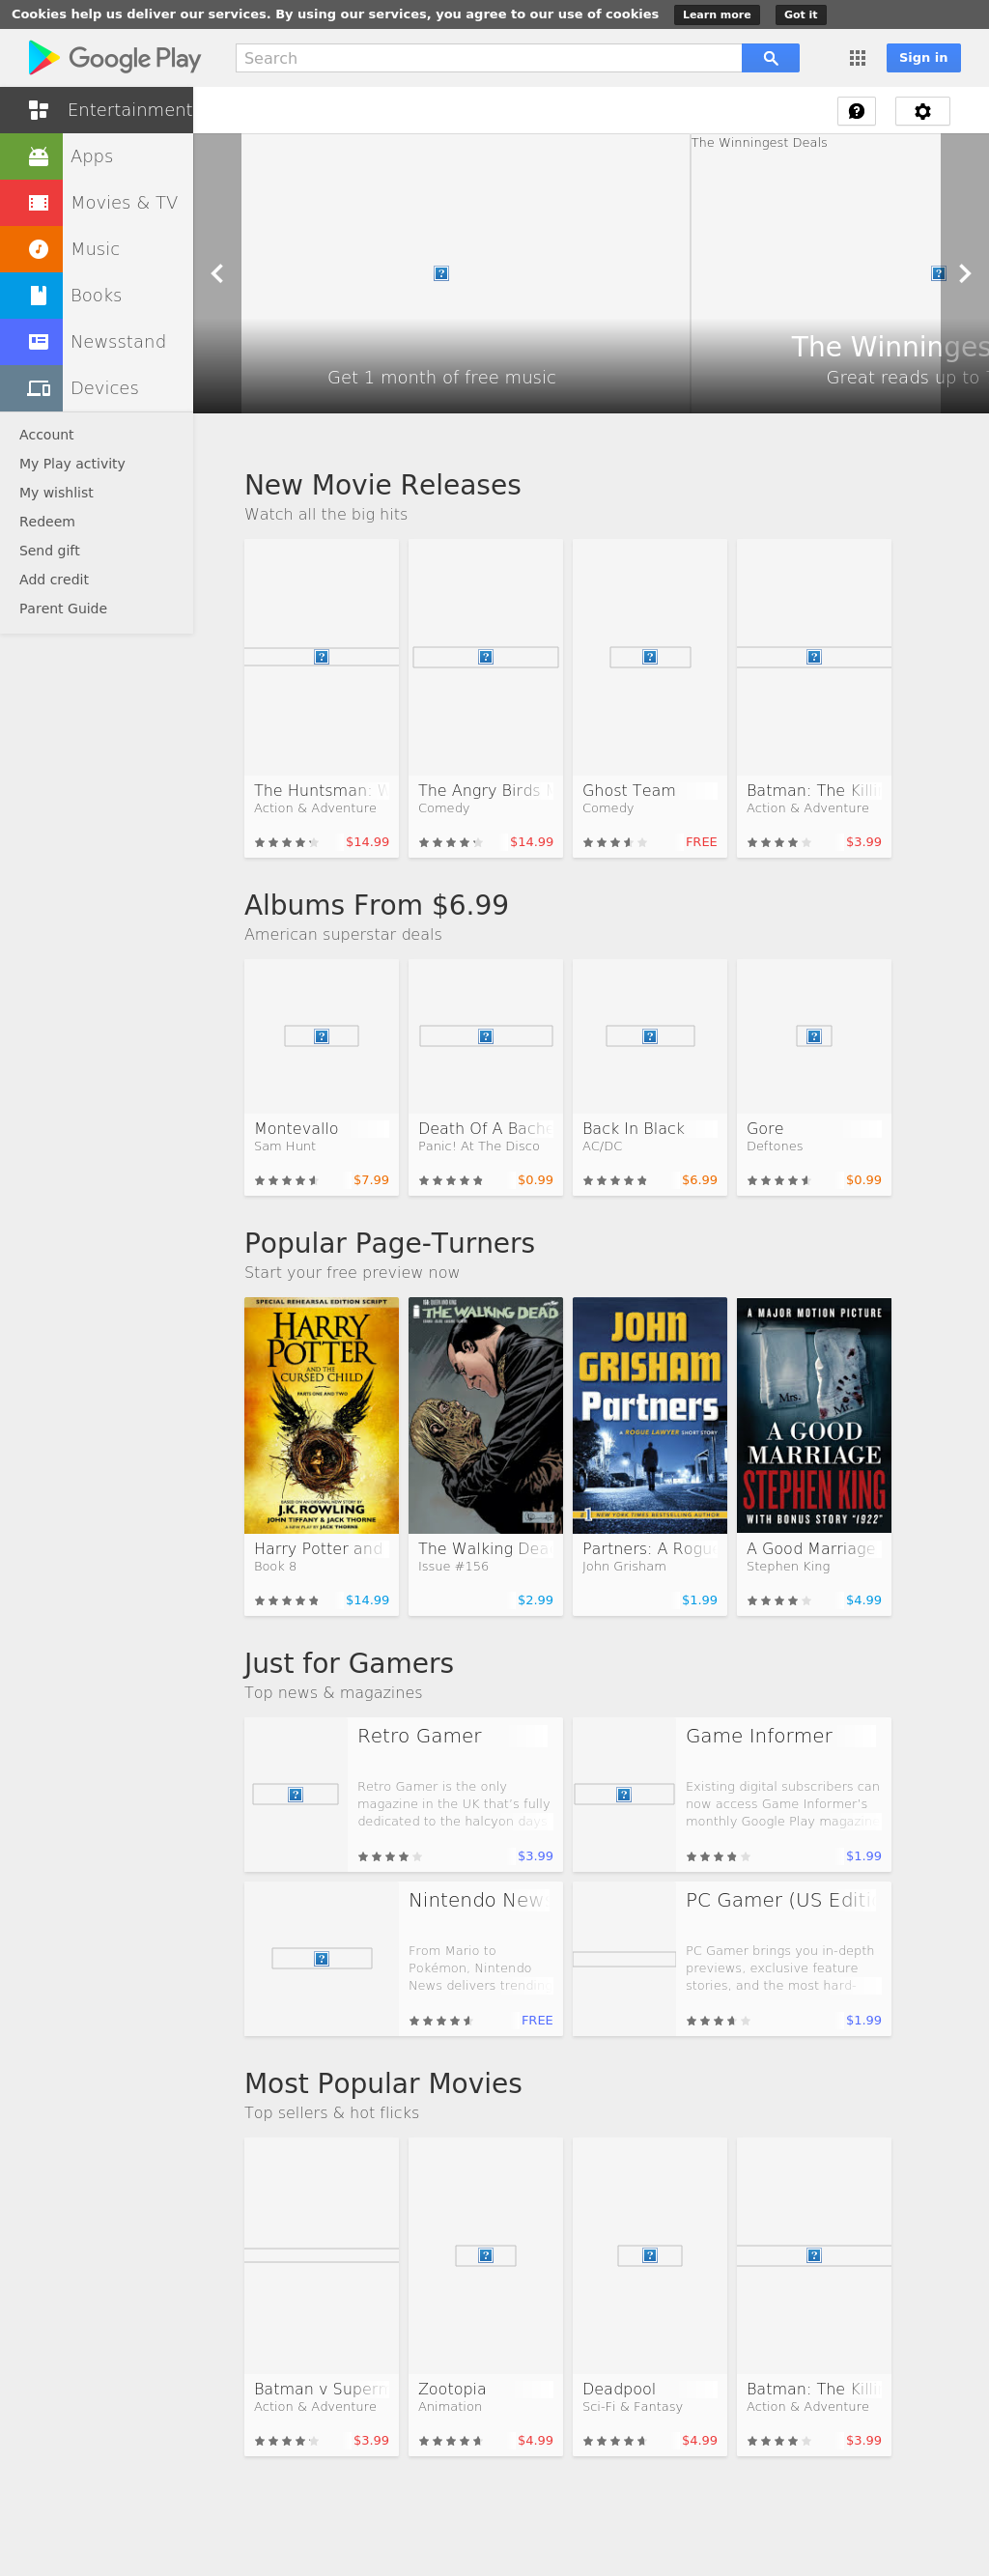 Cookies help us deliver our services. By using our services, you agree to our use of cookies Learn more Got it
Google Play Search Sign in
Entertainment
Apps
Movies & TV
Music
Books
Newsstand
Devices
Account
My Play activity
My wishlist
Redeem
Send gift
Add credit
Parent Guide
The Winningest Deals
The Winninges
Get 1 month of free music Great reads up to
New Movie Releases
Watch all the big hits
The Huntsman: W The Angry Birds M Ghost Team Batman: The Killi
Action & Adventure Comedy Comedy Action & Adventure
$14.99 $14.99 FREE $3.99
Albums From $6.99
American superstar deals
Montevallo Death Of A Bache Back In Black Gore
Sam Hunt Panic! At The Disco AC/DC Deftones
$7.99 $0.99 $6.99 $0.99
Popular Page-Turners
Start your free preview now
SPECIAL REHEARSAL EDITION SCRIPT
HARRY
POTTER
AND THE
CURSED CHILD
PARTS ONE AND TWO
BASED ON AN ORIGINAL NEW STORY BY
J.K. ROWLING
JOHN TIFFANY & JACK THORNE
A NEW PLAY BY JACK THORNE
THE WALKING DEAD
JOHN
GRISHAM
Partners
A ROGUE LAWYER SHORT STORY
#1 NEW YORK TIMES BESTSELLING AUTHOR
A MAJOR MOTION PICTURE
Mrs.
Mr.
A GOOD
MARRIAGE
STEPHEN KING
WITH BONUS STORY "1922"
Harry Potter and The Walking Dea Partners: A Rogu A Good Marriage
Book 8 Issue #156 John Grisham Stephen King
$14.99 $2.99 $1.99 $4.99
Just for Gamers
Top news & magazines
Retro Gamer
Retro Gamer is the only
magazine in the UK that’s fully
dedicated to the halcyon days
$3.99
Game Informer
Existing digital subscribers can
now access Game Informer’s
monthly Google Play magazine
$1.99
Nintendo New
From Mario to
Pokémon, Nintendo
News delivers trending
FREE
PC Gamer (US Editi
PC Gamer brings you in-depth
previews, exclusive feature
stories, and the most hard-
$1.99
Most Popular Movies
Top sellers & hot flicks
Batman v Superm Zootopia Deadpool Batman: The Killi
Action & Adventure Animation Sci-Fi & Fantasy Action & Adventure
$3.99 $4.99 $4.99 $3.99